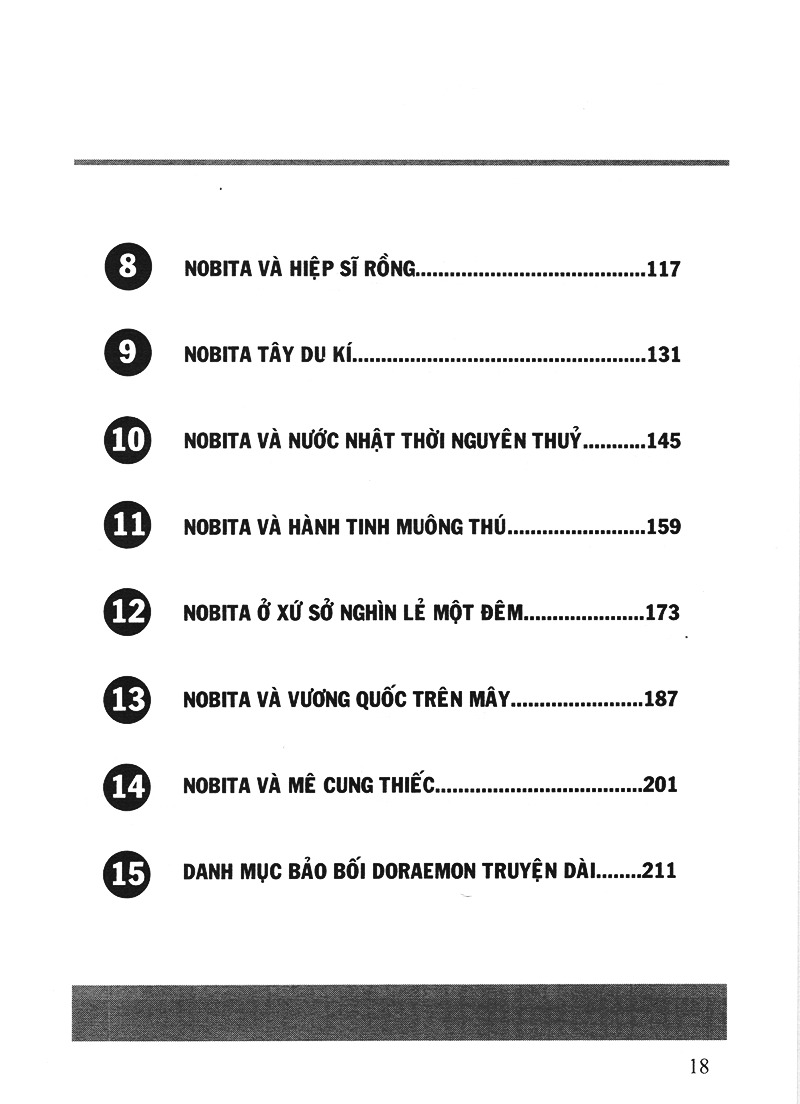 8 NOBITA VÀ HIỆP SĨ RỒNG........................................117
9 NOBITA TÂY DU KÍ...................................................131
10 NOBITA VÀ NƯỚC NHẬT THỜI NGUYÊN THUỶ...........145
11 NOBITA VÀ HÀNH TINH MUÔNG THÚ........................159
12 NOBITA Ở XỨ SỞ NGHÌN LẺ MỘT ĐÊM.....................173
13 NOBITA VÀ VƯƠNG QUỐC TRÊN MÂY.......................187
14 NOBITA VÀ MÊ CUNG THIẾC....................................201
15 DANH MỤC BẢO BỐI DORAEMON TRUYỆN DÀI........211
18